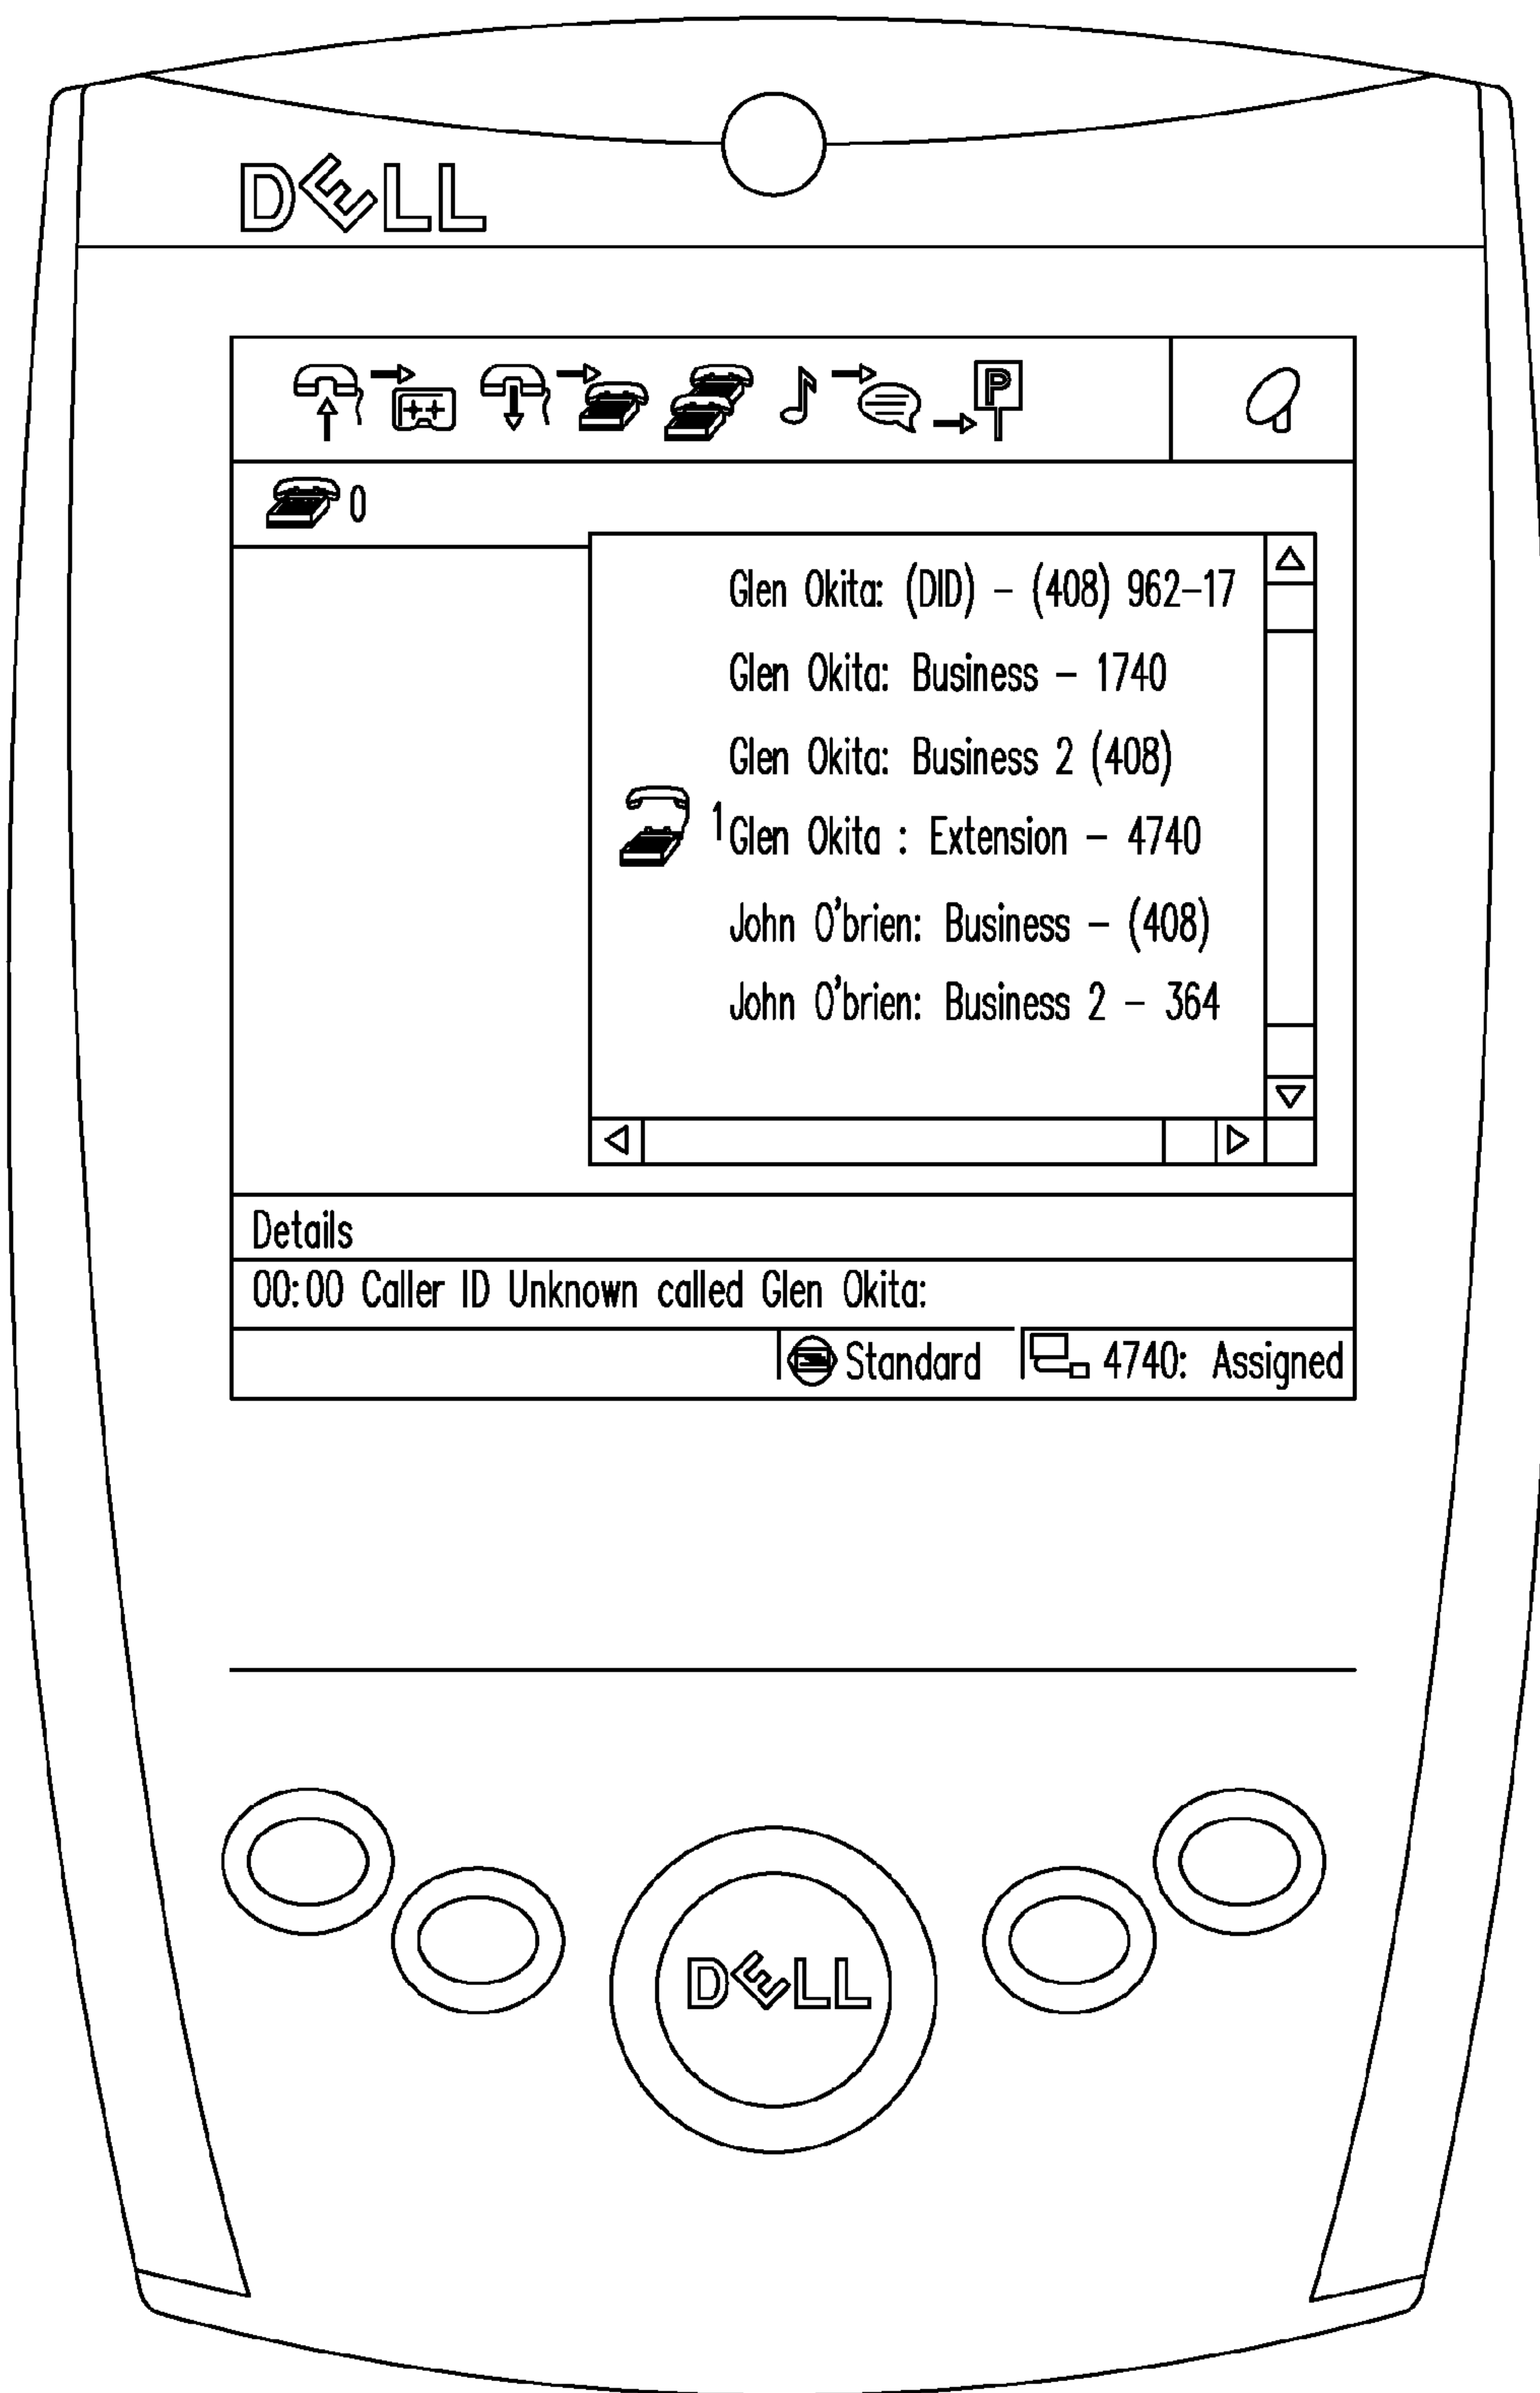 DELL
P
0
Glen Okita: (DID) – (408) 962–17
Glen Okita: Business – 1740
Glen Okita: Business 2 (408)
1 Glen Okita : Extension – 4740
John O'brien: Business – (408)
John O'brien: Business 2 – 364
Details
00:00 Caller ID Unknown called Glen Okita:
Standard 4740: Assigned
DELL